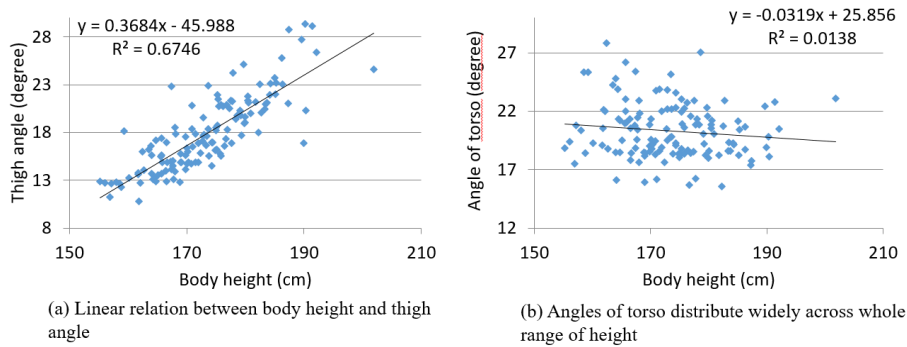 y = 0.3684x - 45.988
R² = 0.6746
28
23
18
13
8
Thigh angle (degree)
150
170
190
210
Body height (cm)
(a) Linear relation between body height and thigh
angle
y = -0.0319x + 25.856
R² = 0.0138
27
22
17
12
Angle of torso (degree)
150
170
190
210
Body height (cm)
(b) Angles of torso distribute widely across whole
range of height